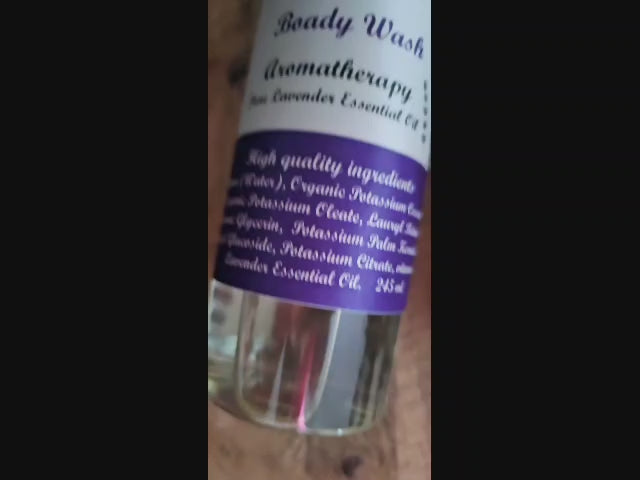 Boady Wash
Aromatherapy
Lavender Essential Oil
High quality ingredients
(Water), Organic Potassium
Potassium Oleate, Lauryl
Glycerin, Potassium Palm
Glucoside, Potassium Citrate,
Lavender Essential Oil. 245 ml